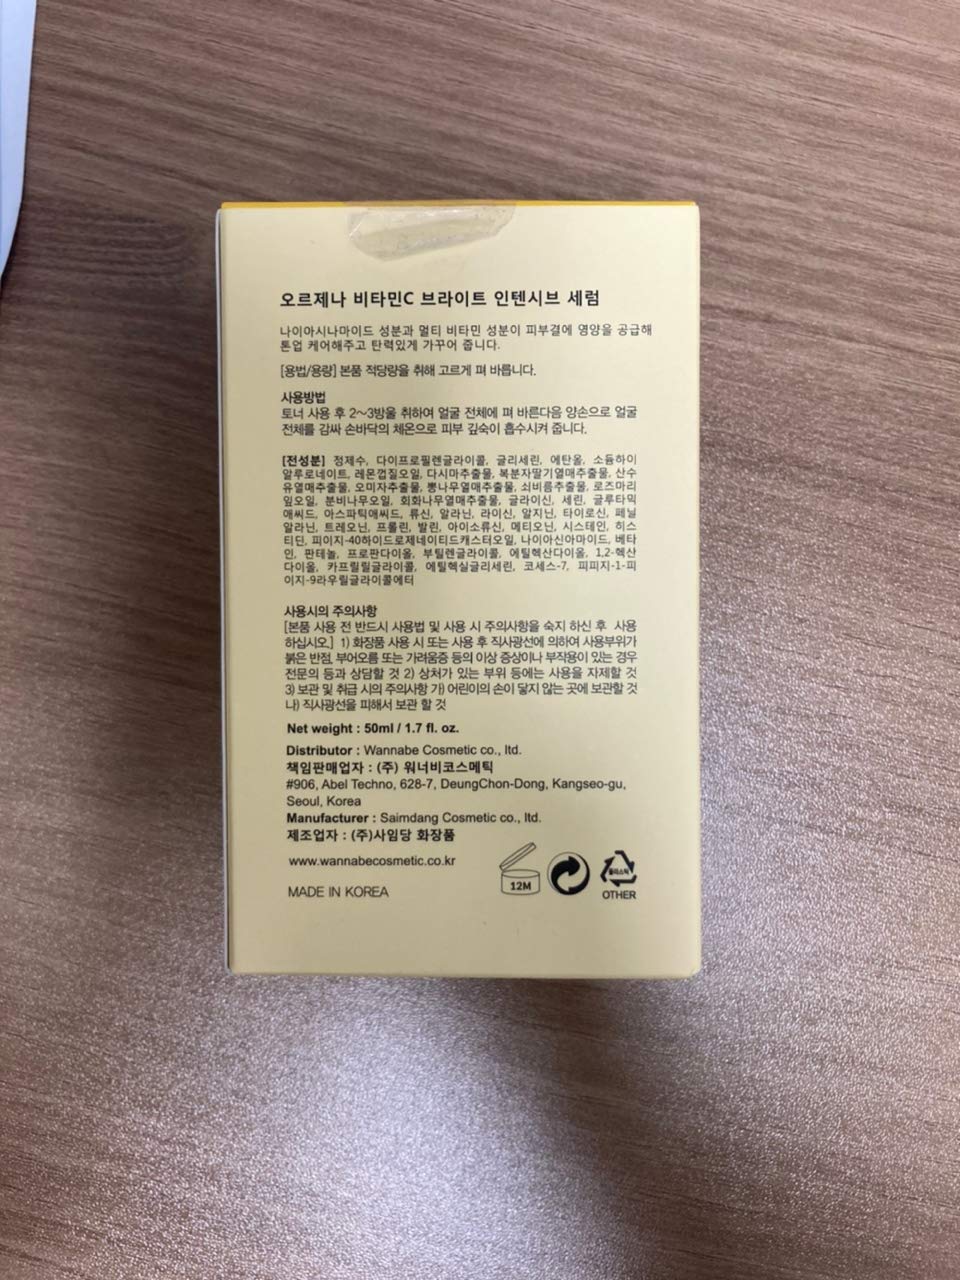 오르제나 비타민C 브라이트 인텐시브 세럼
나이아시나마이드 성분과 멀티 비타민 성분이 피부결에 영양을 공급해
톤업 케어해주고 탄력있게 가꾸어 줍니다.
[용법/용량] 본품 적당량을 취해 고르게 펴 바릅니다.
사용방법
토너 사용 후 2~3방울 취하여 얼굴 전체에 펴 바른다음 양손으로 얼굴
전체를 감싸 손바닥의 체온으로 피부 깊숙이 흡수시켜 줍니다.
[전성분] 정제수, 다이프로필렌글라이콜, 글리세린, 에탄올, 소듐하이
알루로네이트, 레몬껍질오일, 다시마추출물, 복분자딸기열매추출물, 산수
유열매추출물, 오미자추출물, 뽕나무열매추출물, 쇠비름추출물, 로즈마리
잎오일, 분비나무오일, 회화나무열매추출물, 글라이신, 세린, 글루타믹
애씨드, 아스파틱애씨드, 류신, 알라닌, 라이신, 알지닌, 타이로신, 페닐
알라닌, 트레오닌, 프롤린, 발린, 아이소류신, 메티오닌, 시스테인, 히스
티딘, 피이지-40하이드로제네이티드캐스터오일, 나이아신아마이드, 베타
인, 판테놀, 프로판다이올, 부틸렌글라이콜, 에틸헥산다이올, 1,2-헥산
다이올, 카프릴릴글라이콜, 에틸헥실글리세린, 코세스-7, 피피지-1-피
이지-9라우릴글라이콜에터
사용시의 주의사항
[본품 사용 전 반드시 사용법 및 사용 시 주의사항을 숙지 하신 후 사용
하십시오.] 1) 화장품 사용 시 또는 사용 후 직사광선에 의하여 사용부위가
붉은 반점, 부어오름 또는 가려움증 등의 이상 증상이나 부작용이 있는 경우
전문의 등과 상담할 것 2) 상처가 있는 부위 등에는 사용을 자제할 것
3) 보관 및 취급 시의 주의사항 가) 어린이의 손이 닿지 않는 곳에 보관할 것
나) 직사광선을 피해서 보관 할 것
Net weight : 50ml / 1.7 fl. oz.
Distributor : Wannabe Cosmetic co., ltd.
책임판매업자 : (주) 워너비코스메틱
#906, Abel Techno, 628-7, DeungChon-Dong, Kangseo-gu,
Seoul, Korea
Manufacturer : Saimdang Cosmetic co., ltd.
제조업자 : (주)사임당 화장품
www.wannabecosmetic.co.kr
MADE IN KOREA
12M
플라스틱
OTHER